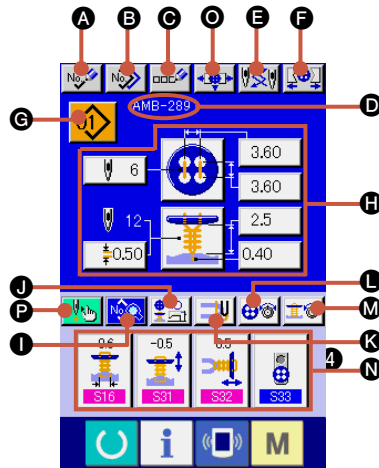 A B C O E F
No. No.
AMB-289 D
G 01
3.60
6
3.60
H
12 2.5
0.50 0.40
J L
P No. M
I K
0.6 -0.5 0.5 4 N
S16 S31 S32 S33
i M